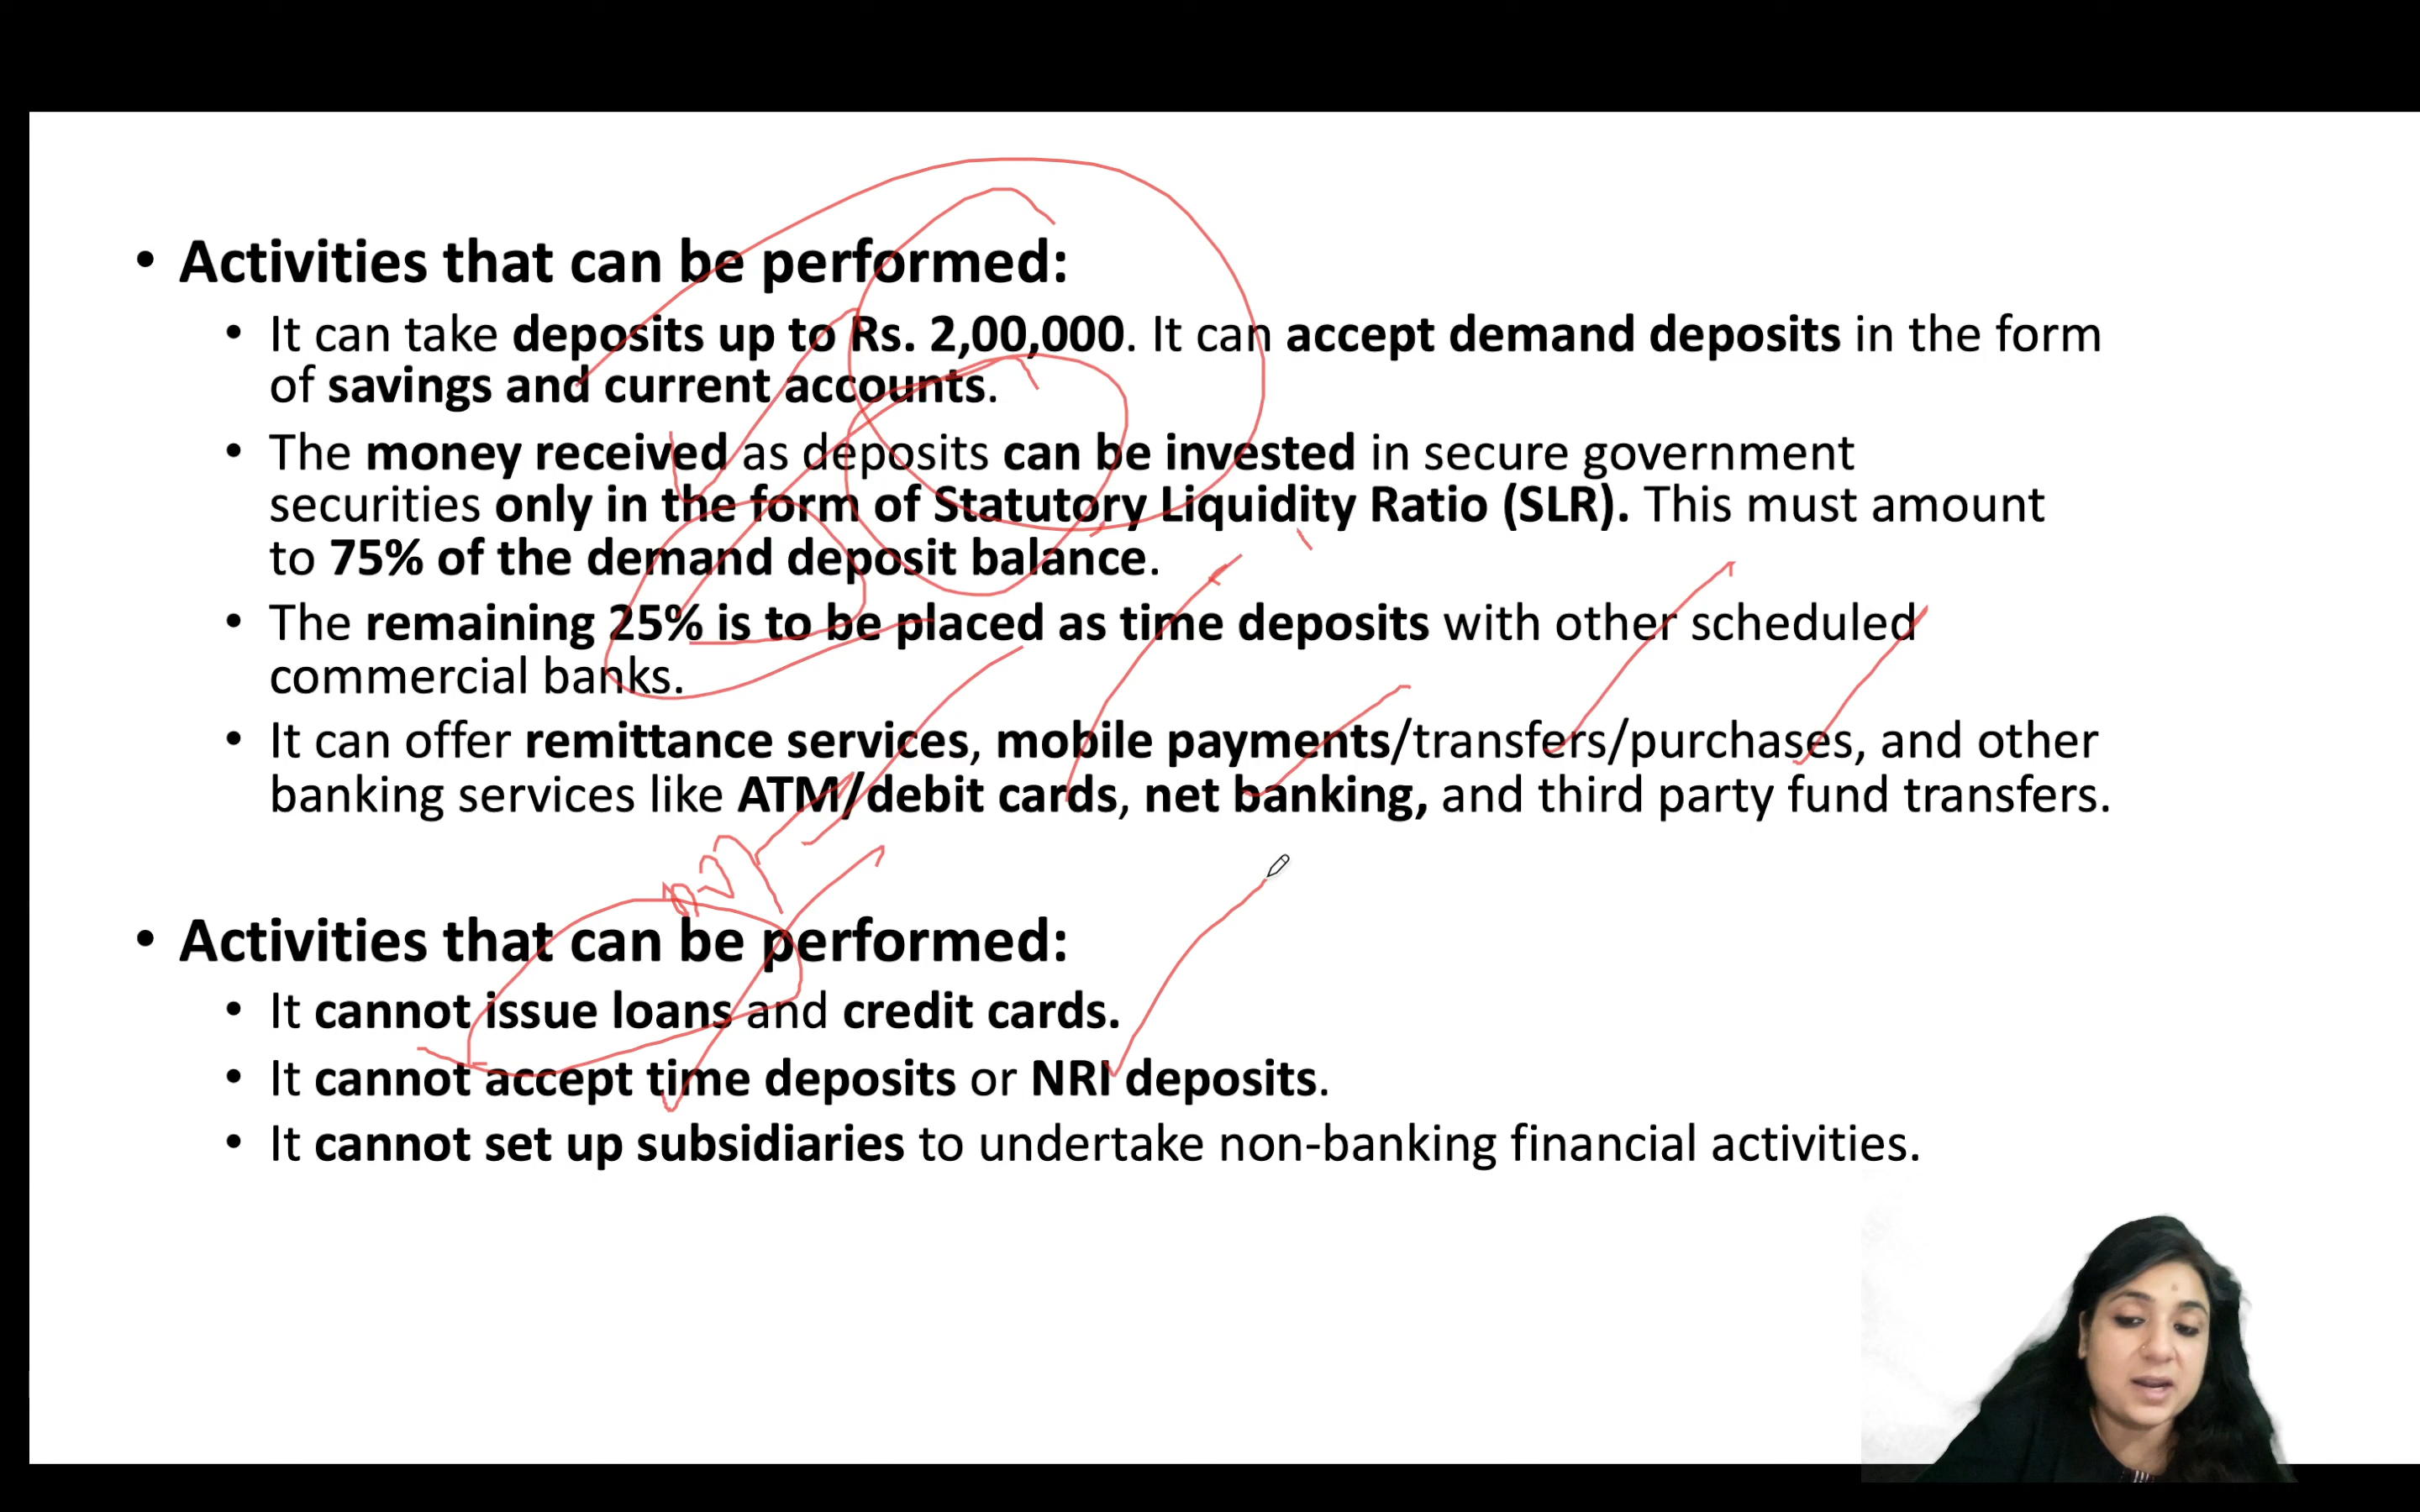 • Activities that can be performed:
• It can take deposits up to Rs. 2,00,000. It can accept demand deposits in the form
of savings and current accounts.
• The money received as deposits can be invested in secure government
securities only in the form of Statutory Liquidity Ratio (SLR). This must amount
to 75% of the demand deposit balance.
• The remaining 25% is to be placed as time deposits with other scheduled
commercial banks.
• It can offer remittance services, mobile payments/transfers/purchases, and other
banking services like ATM/debit cards, net banking, and third party fund transfers.
• Activities that can be performed:
• It cannot issue loans and credit cards.
• It cannot accept time deposits or NRI deposits.
• It cannot set up subsidiaries to undertake non-banking financial activities.